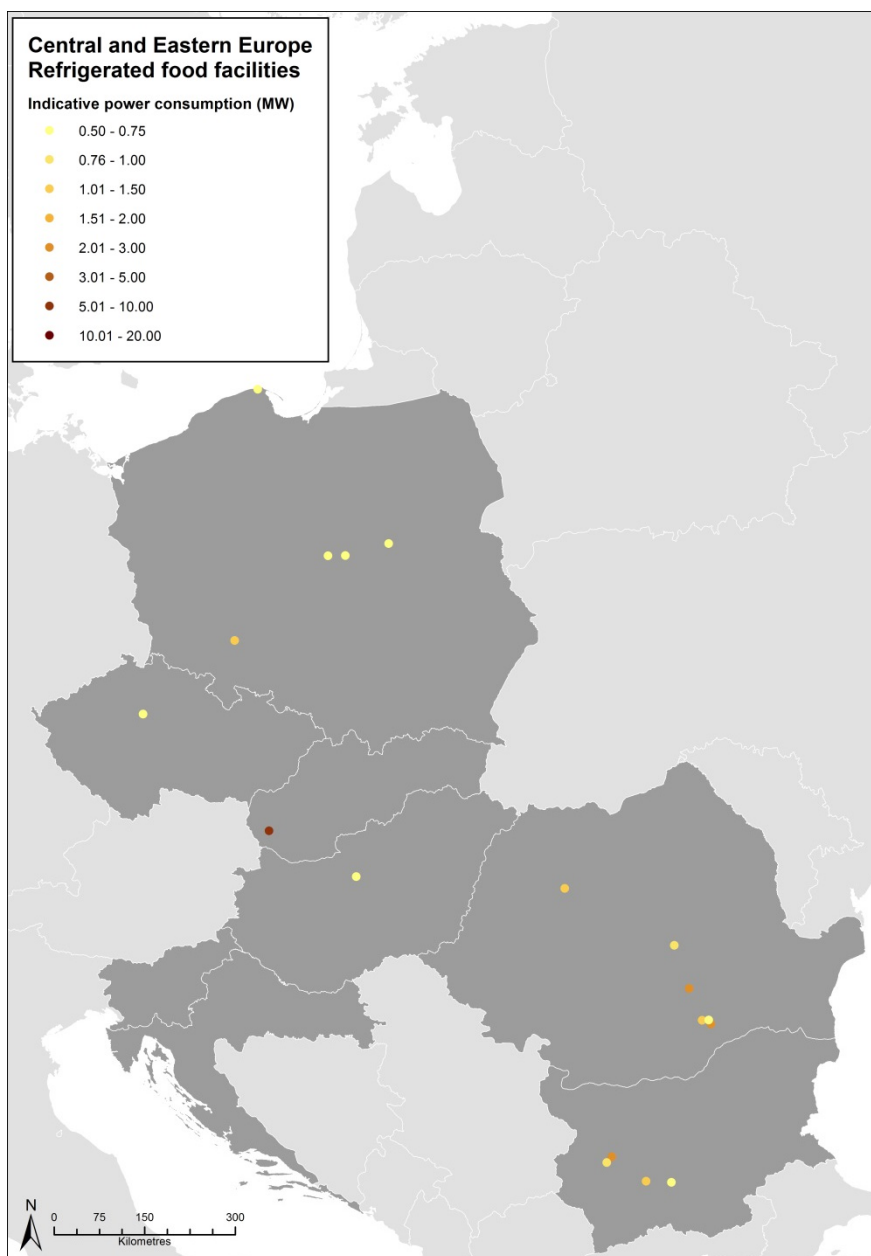 Central and Eastern Europe
Refrigerated food facilities
Indicative power consumption (MW)
0.50 - 0.75
0.76 - 1.00
1.01 - 1.50
1.51 - 2.00
2.01 - 3.00
3.01 - 5.00
5.01 - 10.00
10.01 - 20.00
N
0 75 150 300
Kilometres